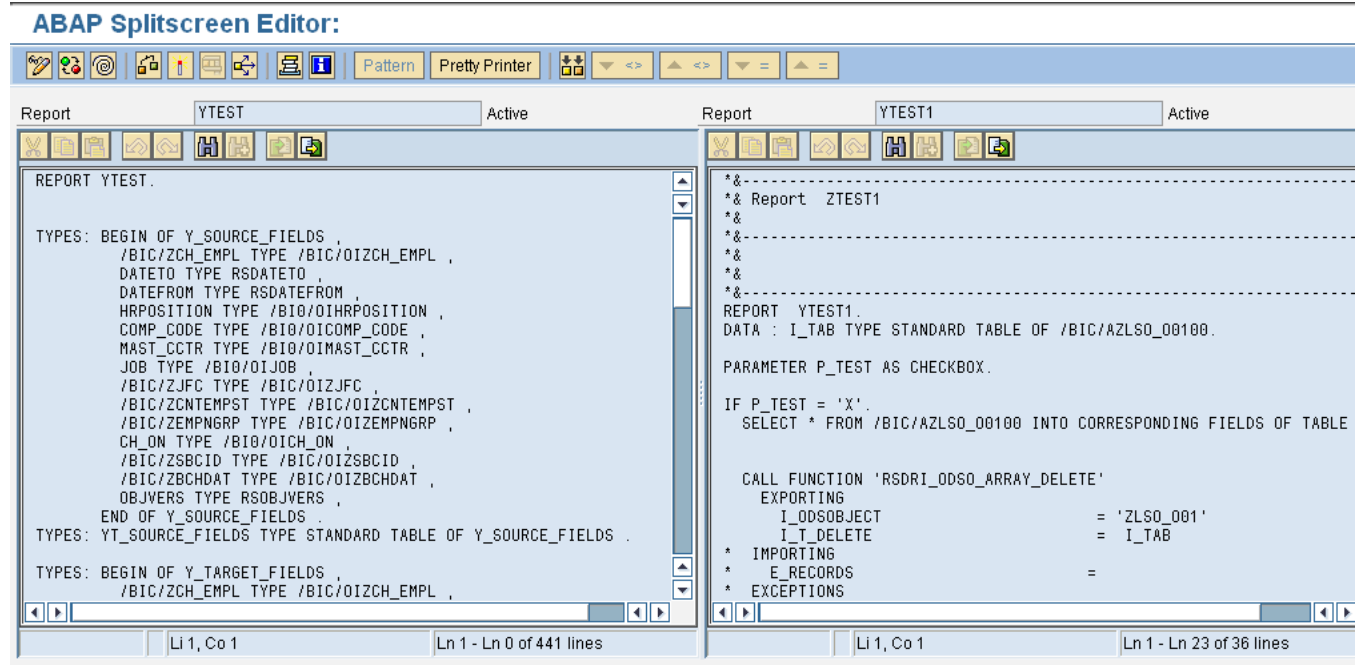 ABAP Splitscreen Editor:
Pattern Pretty Printer <> <> = =
Report YTEST Active
REPORT YTEST.
TYPES: BEGIN OF Y_SOURCE_FIELDS ,
/BIC/ZCH_EMPL TYPE /BIC/OIZCH_EMPL ,
DATETO TYPE RSDATETO ,
DATEFROM TYPE RSDATEFROM ,
HRPOSITION TYPE /BI0/OIHRPOSITION ,
COMP_CODE TYPE /BI0/OICOMP_CODE ,
MAST_CCTR TYPE /BI0/OIMAST_CCTR ,
JOB TYPE /BI0/OIJOB ,
/BIC/ZJFC TYPE /BIC/OIZJFC ,
/BIC/ZCNTEMPST TYPE /BIC/OIZCNTEMPST ,
/BIC/ZEMPNGRP TYPE /BIC/OIZEMPNGRP ,
CH_ON TYPE /BI0/OICH_ON ,
/BIC/ZSBCID TYPE /BIC/OIZSBCID ,
/BIC/ZBCHDAT TYPE /BIC/OIZBCHDAT ,
OBJVERS TYPE RSOBJVERS ,
END OF Y_SOURCE_FIELDS .
TYPES: YT_SOURCE_FIELDS TYPE STANDARD TABLE OF Y_SOURCE_FIELDS .
TYPES: BEGIN OF Y_TARGET_FIELDS ,
/BIC/ZCH_EMPL TYPE /BIC/OIZCH_EMPL ,
Li 1, Co 1 Ln 1 - Ln 0 of 441 lines
Report YTEST1 Active
*&---------------------------------------------------------------------
*& Report ZTEST1
*&
*&---------------------------------------------------------------------
*&
*&
*&---------------------------------------------------------------------
REPORT YTEST1.
DATA : I_TAB TYPE STANDARD TABLE OF /BIC/AZLSO_00100.
PARAMETER P_TEST AS CHECKBOX.
IF P_TEST = 'X'.
SELECT * FROM /BIC/AZLSO_00100 INTO CORRESPONDING FIELDS OF TABLE
CALL FUNCTION 'RSDRI_ODSO_ARRAY_DELETE'
EXPORTING
I_ODSOBJECT = 'ZLSO_001'
I_T_DELETE = I_TAB
* IMPORTING
* E_RECORDS =
* EXCEPTIONS
Li 1, Co 1 Ln 1 - Ln 23 of 36 lines